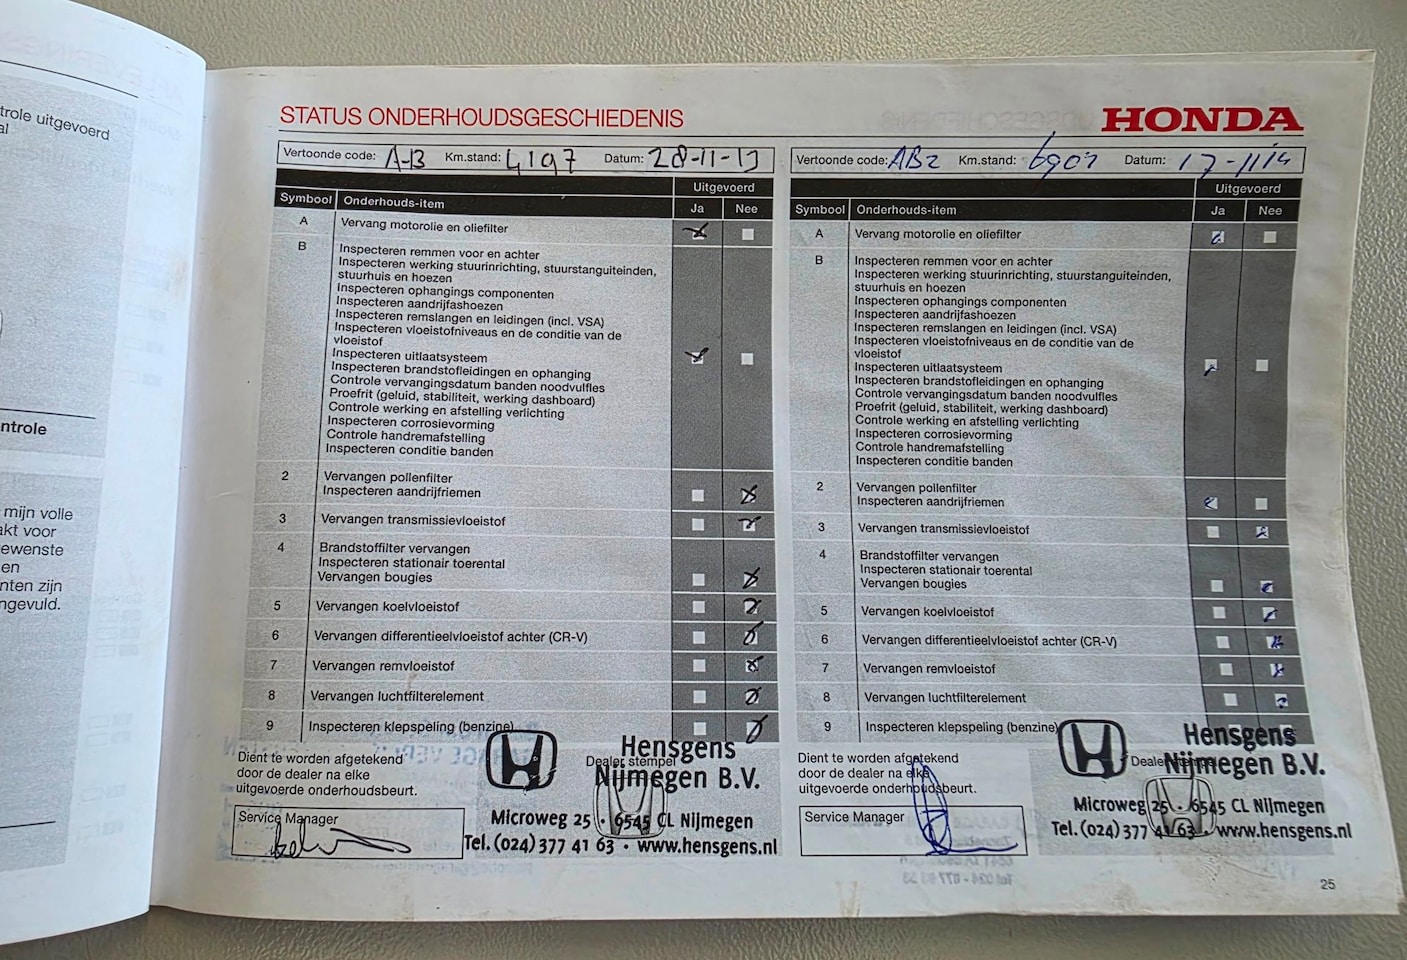 trole uitgevoerd
al
ntrole
mijn volle
akt voor
ewenste
en
nten zijn
ngevuld.
STATUS ONDERHOUDSGESCHIEDENIS
HONDA
Vertoonde code: A-B Km.stand: 4197 Datum: 28-11-13
Uitgevoerd
Symbool Onderhouds-item Ja Nee
A Vervang motorolie en oliefilter
B Inspecteren remmen voor en achter
Inspecteren werking stuurinrichting, stuurstanguiteinden,
stuurhuis en hoezen
Inspecteren ophangings componenten
Inspecteren aandrijfashoezen
Inspecteren remslangen en leidingen (incl. VSA)
Inspecteren vloeistofniveaus en de conditie van de
vloeistof
Inspecteren uitlaatsysteem
Inspecteren brandstofleidingen en ophanging
Controle vervangingsdatum banden noodvulfles
Proefrit (geluid, stabiliteit, werking dashboard)
Controle werking en afstelling verlichting
Inspecteren corrosievorming
Controle handremafstelling
Inspecteren conditie banden
2 Vervangen pollenfilter
Inspecteren aandrijfriemen
3 Vervangen transmissievloeistof
4 Brandstoffilter vervangen
Inspecteren stationair toerental
Vervangen bougies
5 Vervangen koelvloeistof
6 Vervangen differentieelvloeistof achter (CR-V)
7 Vervangen remvloeistof
8 Vervangen luchtfilterelement
9 Inspecteren klepspeling (benzine)
Dient te worden afgetekend
door de dealer na elke
uitgevoerde onderhoudsbeurt.
Service Manager
Dealer stempel
Hensgens
Nijmegen B.V.
Microweg 25 • 6545 CL Nijmegen
Tel. (024) 377 41 63 • www.hensgens.nl
Vertoonde code: AB2 Km.stand: Datum: 17-11-14
Uitgevoerd
Symbool Onderhouds-item Ja Nee
A Vervang motorolie en oliefilter
B Inspecteren remmen voor en achter
Inspecteren werking stuurinrichting, stuurstanguiteinden,
stuurhuis en hoezen
Inspecteren ophangings componenten
Inspecteren aandrijfashoezen
Inspecteren remslangen en leidingen (incl. VSA)
Inspecteren vloeistofniveaus en de conditie van de
vloeistof
Inspecteren uitlaatsysteem
Inspecteren brandstofleidingen en ophanging
Controle vervangingsdatum banden noodvulfles
Proefrit (geluid, stabiliteit, werking dashboard)
Controle werking en afstelling verlichting
Inspecteren corrosievorming
Controle handremafstelling
Inspecteren conditie banden
2 Vervangen pollenfilter
Inspecteren aandrijfriemen
3 Vervangen transmissievloeistof
4 Brandstoffilter vervangen
Inspecteren stationair toerental
Vervangen bougies
5 Vervangen koelvloeistof
6 Vervangen differentieelvloeistof achter (CR-V)
7 Vervangen remvloeistof
8 Vervangen luchtfilterelement
9 Inspecteren klepspeling (benzine)
Dient te worden afgetekend
door de dealer na elke
uitgevoerde onderhoudsbeurt.
Service Manager
Hensgens
Nijmegen B.V.
Microweg 25 • 6545 CL Nijmegen
Tel. (024) 377 41 63 • www.hensgens.nl
25